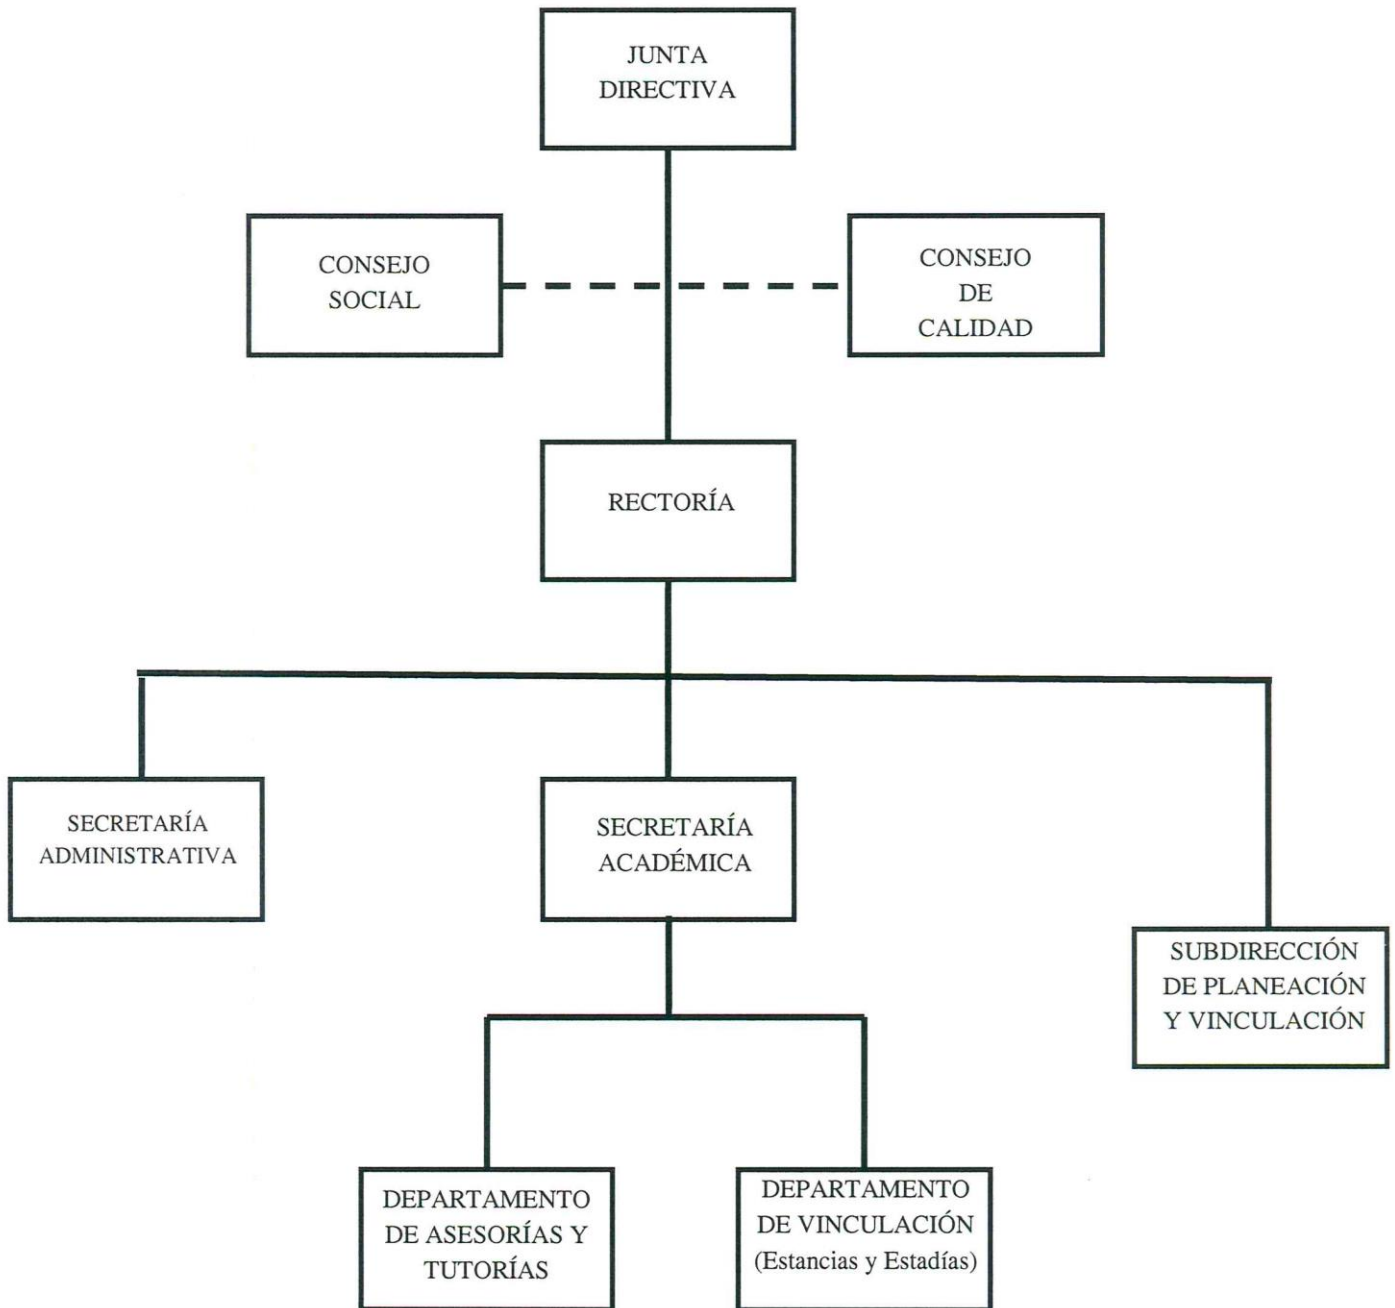 JUNTA
DIRECTIVA
CONSEJO
SOCIAL
CONSEJO
DE
CALIDAD
RECTORÍA
SECRETARÍA
ADMINISTRATIVA
SECRETARÍA
ACADÉMICA
SUBDIRECCIÓN
DE PLANEACIÓN
Y VINCULACIÓN
DEPARTAMENTO
DE ASESORÍAS Y
TUTORÍAS
DEPARTAMENTO
DE VINCULACIÓN
(Estancias y Estadías)